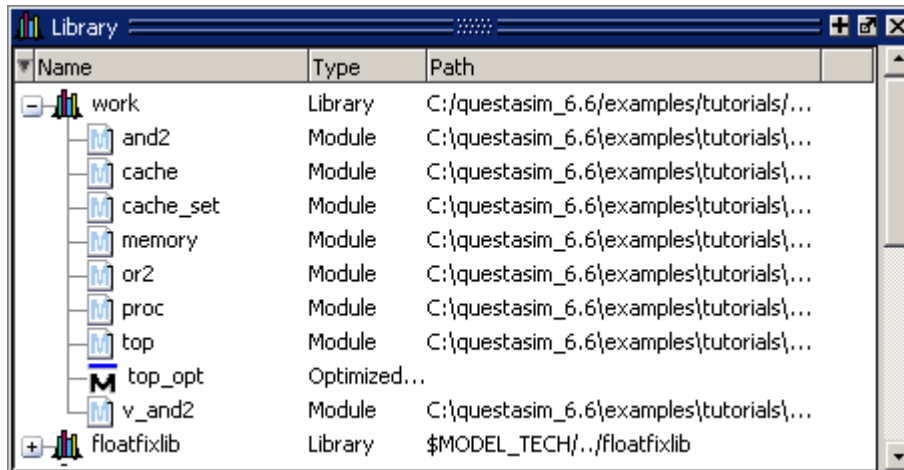 Library
Name Type Path
work Library C:/questasim_6.6/examples/tutorials/...
and2 Module C:\questasim_6.6\examples\tutorials\...
cache Module C:\questasim_6.6\examples\tutorials\...
cache_set Module C:\questasim_6.6\examples\tutorials\...
memory Module C:\questasim_6.6\examples\tutorials\...
or2 Module C:\questasim_6.6\examples\tutorials\...
proc Module C:\questasim_6.6\examples\tutorials\...
top Module C:\questasim_6.6\examples\tutorials\...
top_opt Optimized...
v_and2 Module C:\questasim_6.6\examples\tutorials\...
floatfixlib Library $MODEL_TECH/../floatfixlib